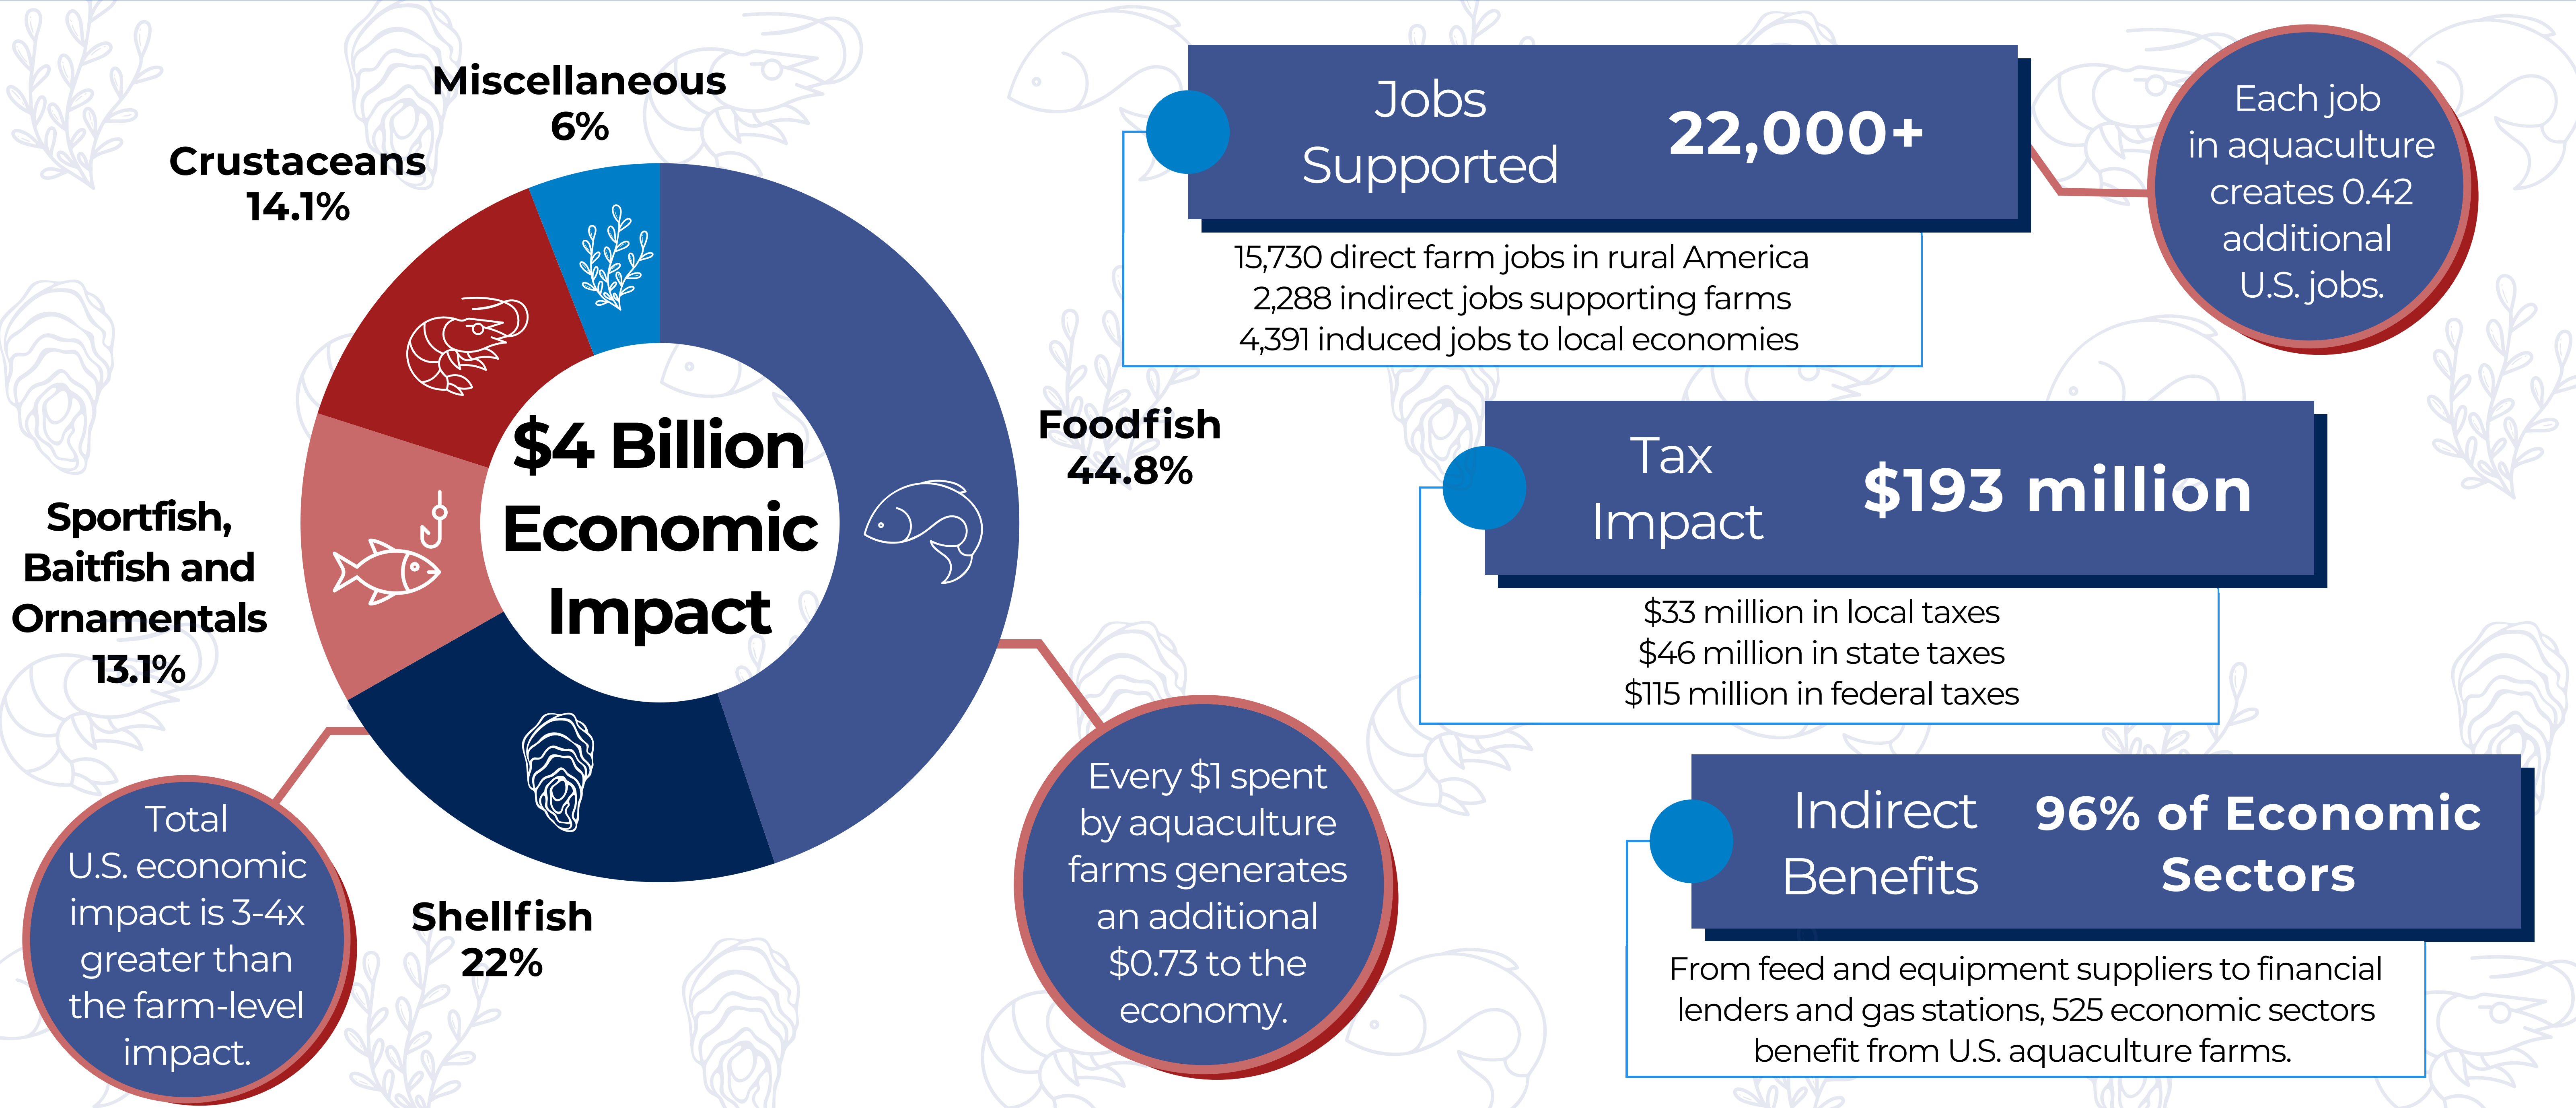 Miscellaneous
6%
Crustaceans
14.1%
Sportfish,
Baitfish and
Ornamentals
13.1%
$4 Billion
Economic
Impact
Foodfish
44.8%
Shellfish
22%
Total
U.S. economic
impact is 3-4x
greater than
the farm-level
impact.
Every $1 spent
by aquaculture
farms generates
an additional
$0.73 to the
economy.
Jobs
Supported
22,000+
15,730 direct farm jobs in rural America
2,288 indirect jobs supporting farms
4,391 induced jobs to local economies
Each job
in aquaculture
creates 0.42
additional
U.S. jobs.
Tax
Impact
$193 million
$33 million in local taxes
$46 million in state taxes
$115 million in federal taxes
Indirect
Benefits
96% of Economic
Sectors
From feed and equipment suppliers to financial
lenders and gas stations, 525 economic sectors
benefit from U.S. aquaculture farms.